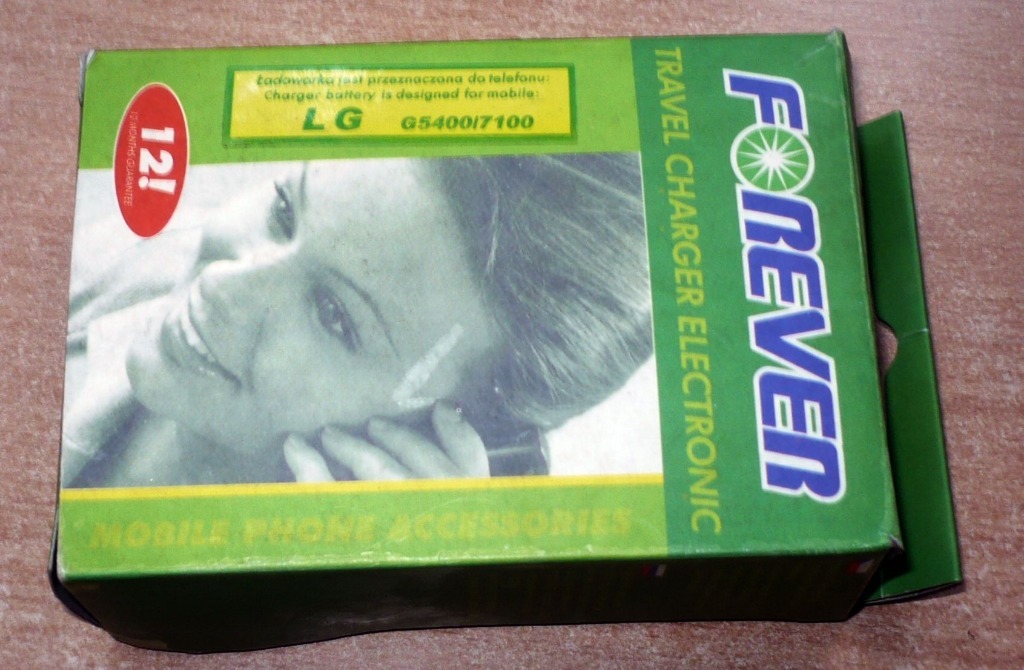 FOREVER
TRAVEL CHARGER ELECTRONIC
Ładowarka jest przeznaczona do telefonu:
Charger battery is designed for mobile:
LG G5400/7100
12!
12 MONTHS GUARANTEE
MOBILE PHONE ACCESSORIES